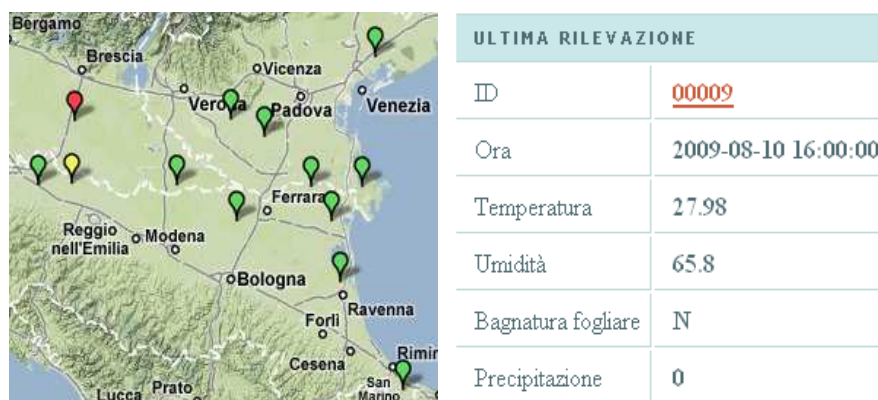 Bergamo
Brescia
Vicenza
Verona
Padova
Venezia
Ferrara
Reggio
nell'Emilia
Modena
Bologna
Ravenna
Forlì
Cesena
Rimin
San
Marino
Prato
Lucca
ULTIMA RILEVAZIONE
ID 00009
Ora 2009-08-10 16:00:00
Temperatura 27.98
Umidità 65.8
Bagnatura fogliare N
Precipitazione 0